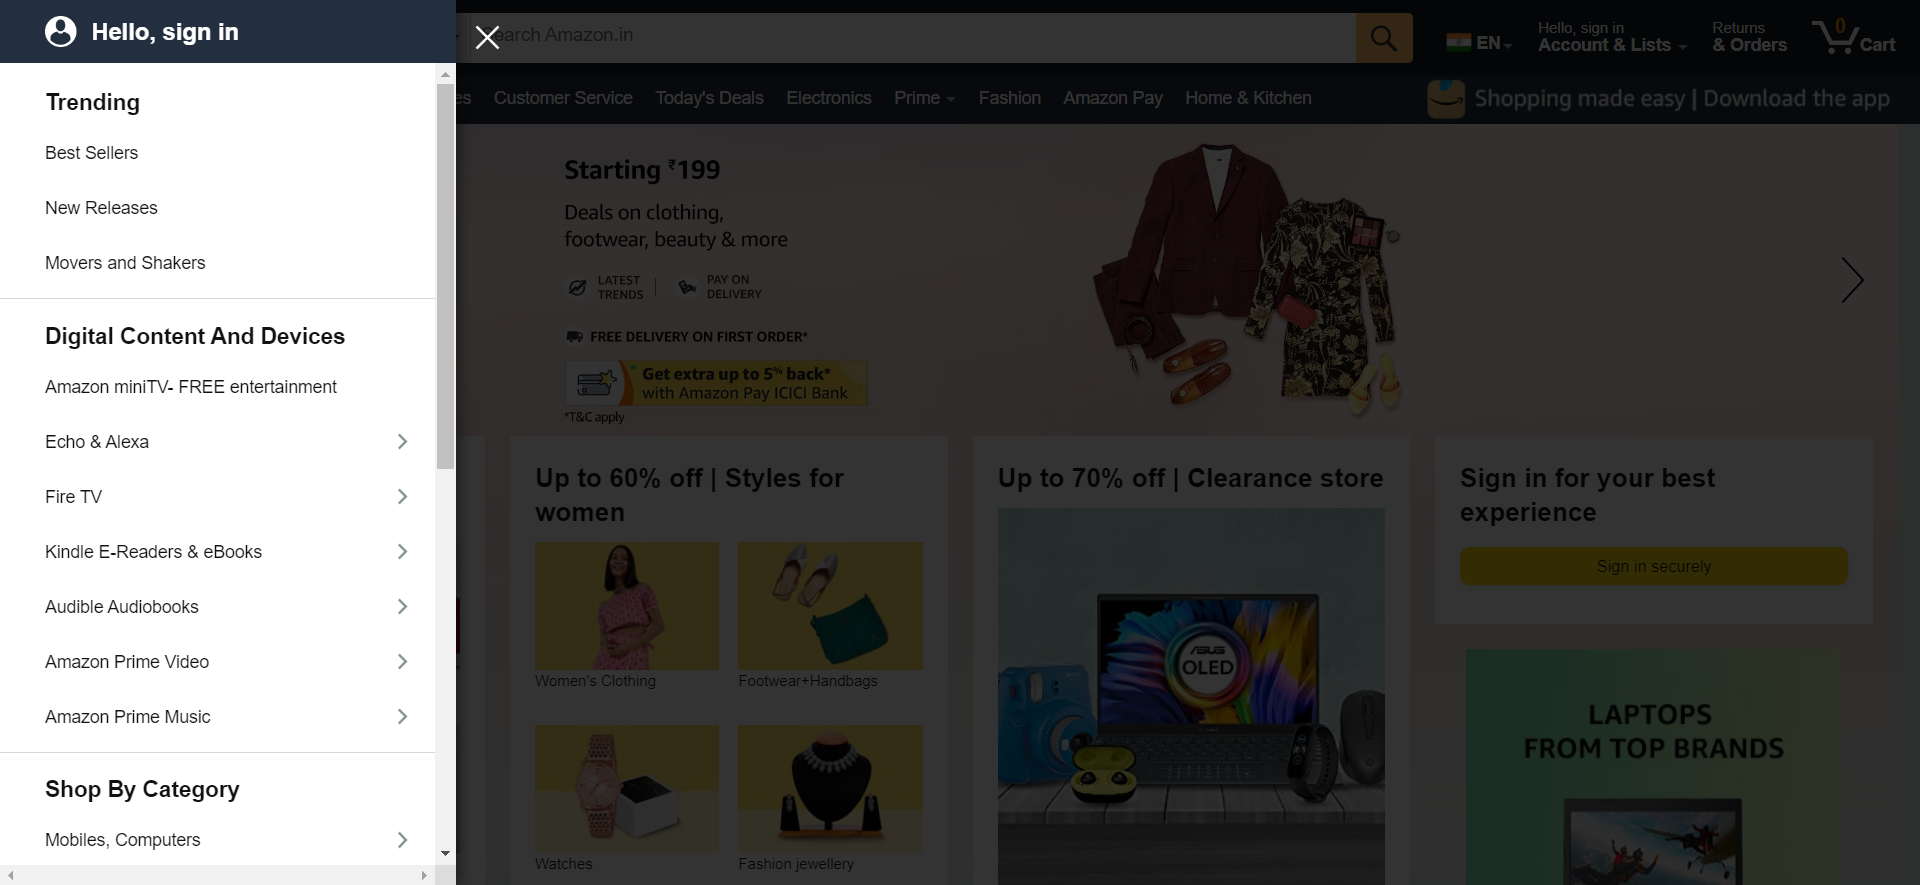 Hello, sign in
Trending
Best Sellers
New Releases
Movers and Shakers
Digital Content And Devices
Amazon miniTV- FREE entertainment
Echo & Alexa
Fire TV
Kindle E-Readers & eBooks
Audible Audiobooks
Amazon Prime Video
Amazon Prime Music
Shop By Category
Mobiles, Computers
Search Amazon.in
EN
Hello, sign in
Account & Lists
Returns
& Orders
0
Cart
Customer Service
Today's Deals
Electronics
Prime
Fashion
Amazon Pay
Home & Kitchen
Shopping made easy | Download the app
Starting ₹199
Deals on clothing,
footwear, beauty & more
LATEST
TRENDS
PAY ON
DELIVERY
FREE DELIVERY ON FIRST ORDER*
Get extra up to 5% back*
with Amazon Pay ICICI Bank
*T&C apply
Up to 60% off | Styles for
women
Women's Clothing
Footwear+Handbags
Watches
Fashion jewellery
Up to 70% off | Clearance store
ASUS
OLED
Sign in for your best
experience
Sign in securely
LAPTOPS
FROM TOP BRANDS